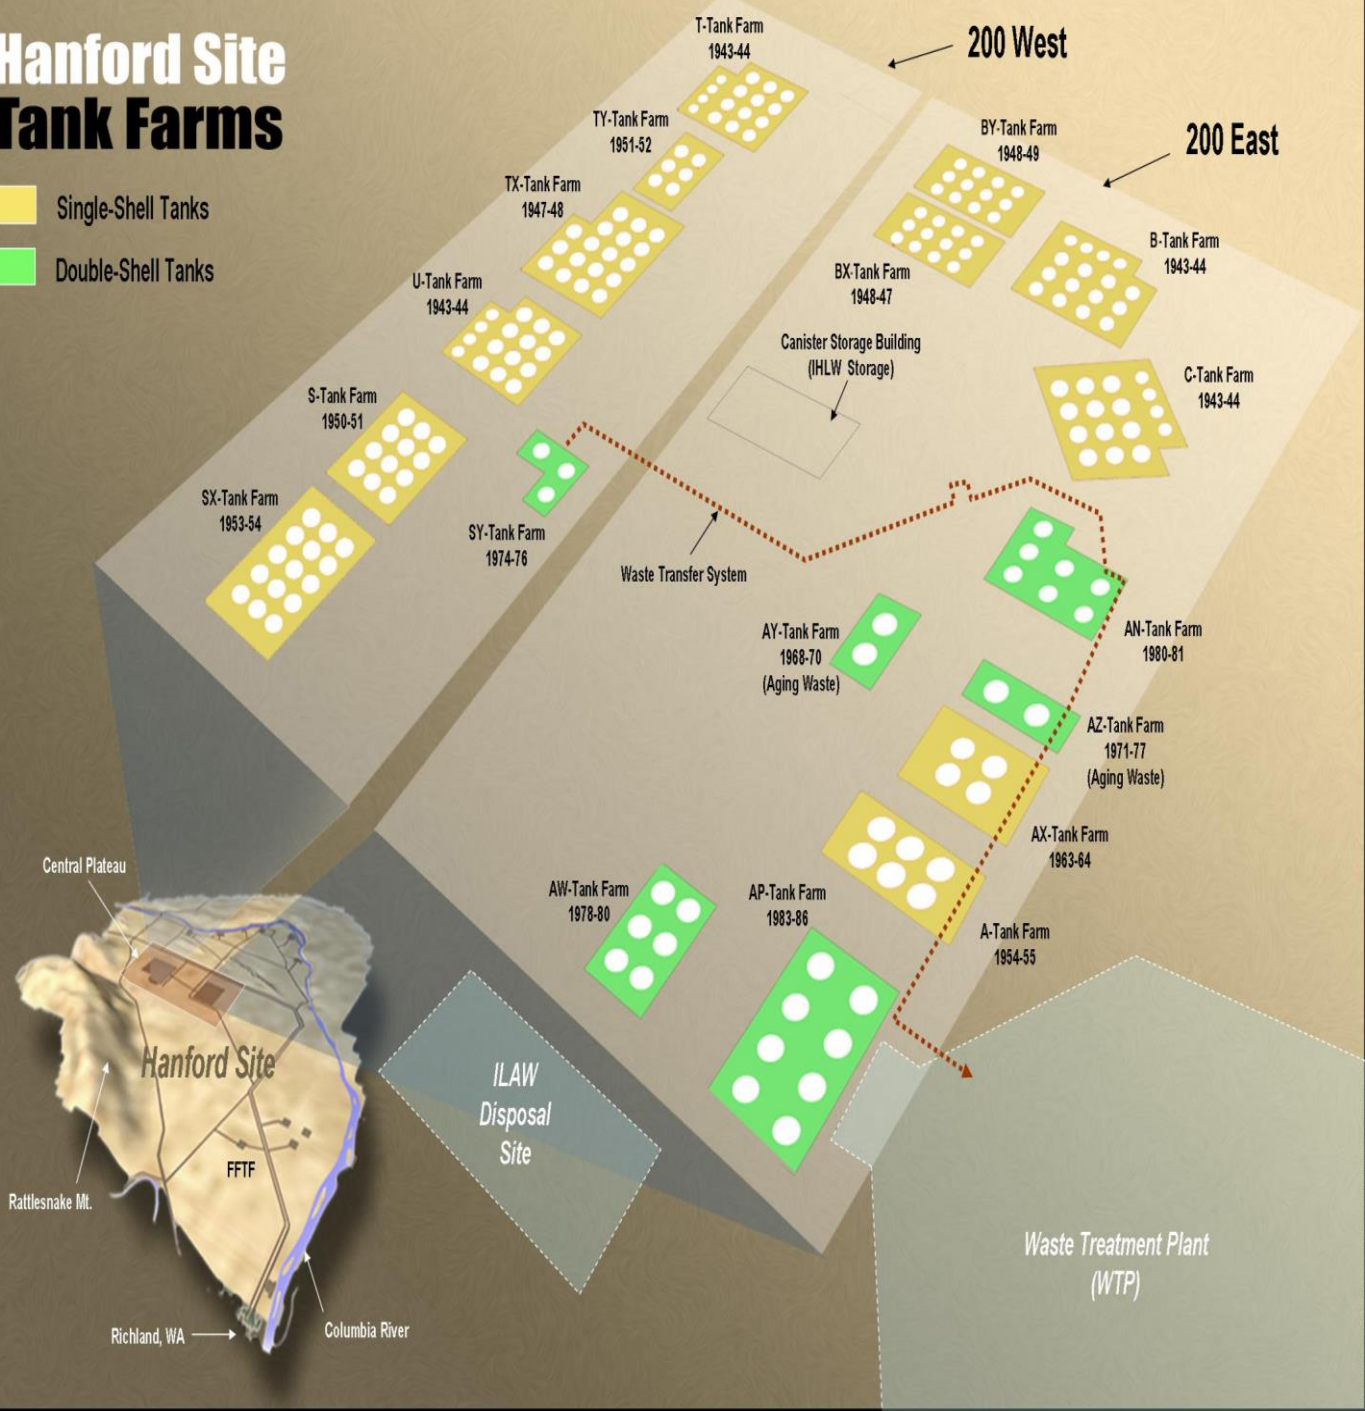 Hanford Site
Tank Farms
Single-Shell Tanks
Double-Shell Tanks
T-Tank Farm
1943-44
200 West
TY-Tank Farm
1951-52
BY-Tank Farm
1948-49
200 East
TX-Tank Farm
1947-48
B-Tank Farm
1943-44
BX-Tank Farm
1948-47
U-Tank Farm
1943-44
Canister Storage Building
(IHLW Storage)
C-Tank Farm
1943-44
S-Tank Farm
1950-51
SX-Tank Farm
1953-54
SY-Tank Farm
1974-76
Waste Transfer System
AY-Tank Farm
1968-70
(Aging Waste)
AN-Tank Farm
1980-81
AZ-Tank Farm
1971-77
(Aging Waste)
AX-Tank Farm
1963-64
AW-Tank Farm
1978-80
AP-Tank Farm
1983-86
A-Tank Farm
1954-55
Central Plateau
Hanford Site
FFTF
Rattlesnake Mt.
Richland, WA
Columbia River
ILAW
Disposal
Site
Waste Treatment Plant
(WTP)